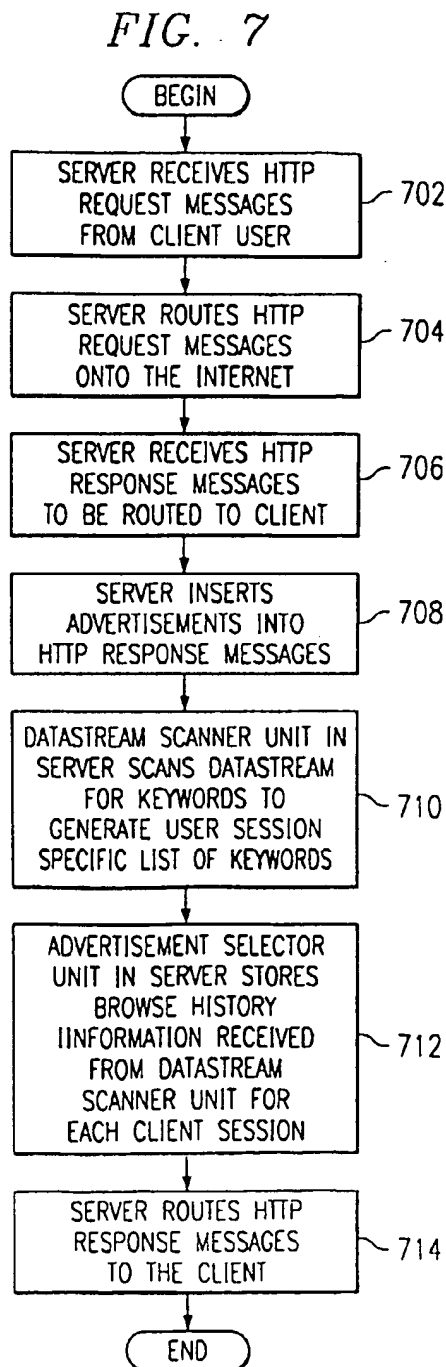 FIG. 7
BEGIN
SERVER RECEIVES HTTP
REQUEST MESSAGES
FROM CLIENT USER
702
SERVER ROUTES HTTP
REQUEST MESSAGES
ONTO THE INTERNET
704
SERVER RECEIVES HTTP
RESPONSE MESSAGES
TO BE ROUTED TO CLIENT
706
SERVER INSERTS
ADVERTISEMENTS INTO
HTTP RESPONSE MESSAGES
708
DATASTREAM SCANNER UNIT IN
SERVER SCANS DATASTREAM
FOR KEYWORDS TO
GENERATE USER SESSION
SPECIFIC LIST OF KEYWORDS
710
ADVERTISEMENT SELECTOR
UNIT IN SERVER STORES
BROWSE HISTORY
IINFORMATION RECEIVED
FROM DATASTREAM
SCANNER UNIT FOR
EACH CLIENT SESSION
712
SERVER ROUTES HTTP
RESPONSE MESSAGES
TO THE CLIENT
714
END